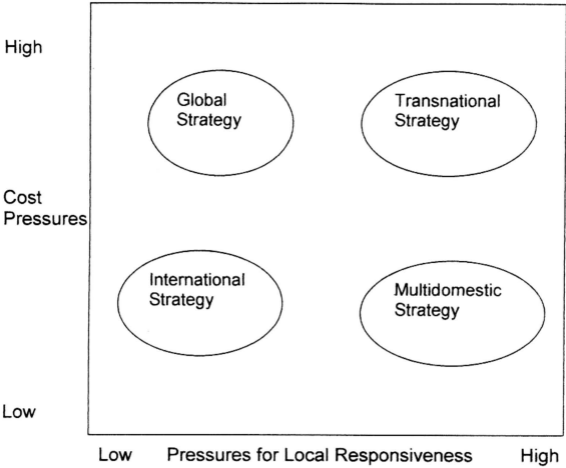 High
Global
Strategy
Transnational
Strategy
Cost
Pressures
International
Strategy
Multidomestic
Strategy
Low
Low Pressures for Local Responsiveness High